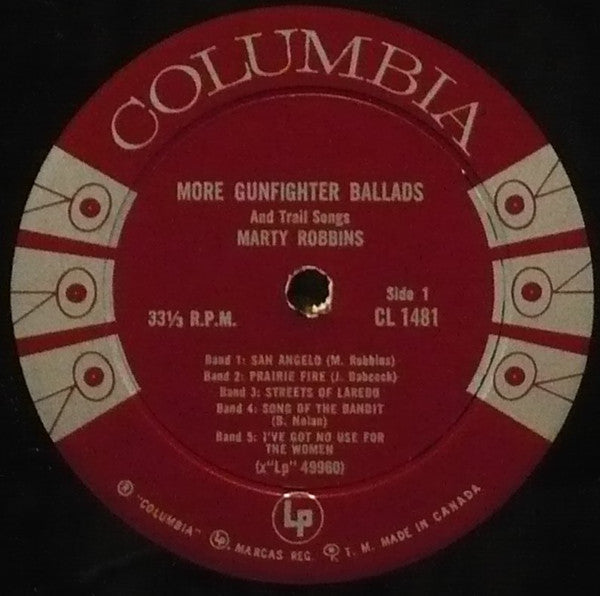 COLUMBIA
MORE GUNFIGHTER BALLADS
And Trail Songs
MARTY ROBBINS
33⅓ R.P.M.
Side 1
CL 1481
Band 1: SAN ANGELO (M. Robbins)
Band 2: PRAIRIE FIRE (J. Babcock)
Band 3: STREETS OF LAREDO
Band 4: SONG OF THE BANDIT
(B. Nolan)
Band 5: I'VE GOT NO USE FOR
THE WOMEN
(x"Lp" 49960)
Lp
® "COLUMBIA" MARCAS REG. T. M. MADE IN CANADA